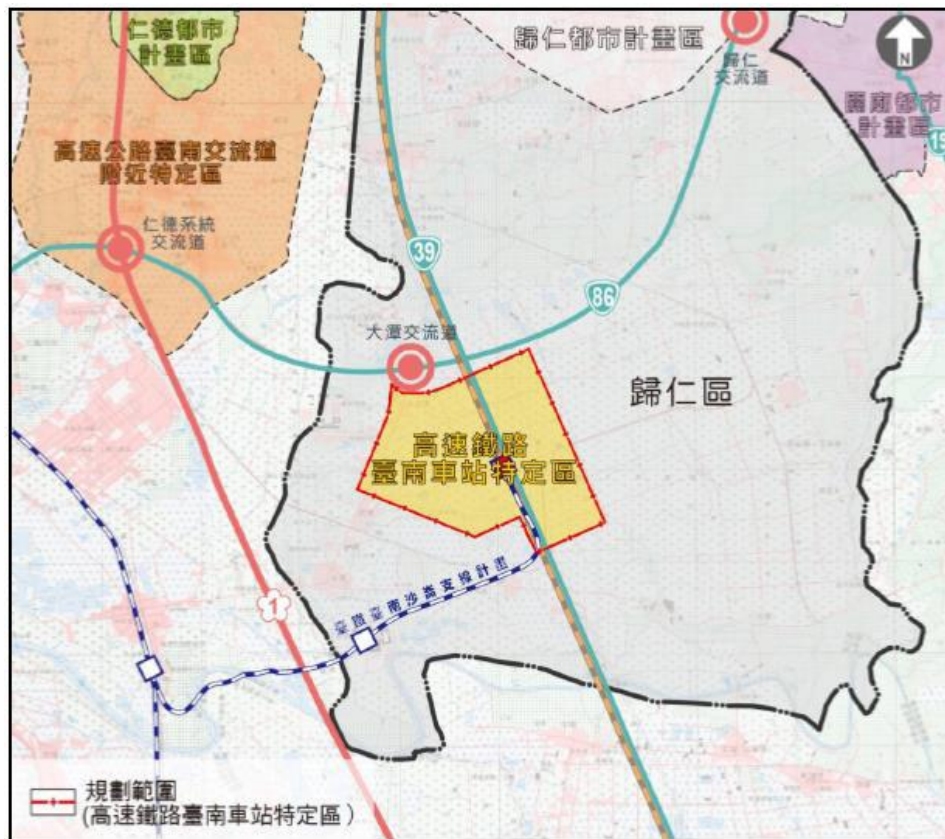 仁德都市
計畫區
歸仁都市計畫區
歸仁
交流道
N
關廟都市
計畫區
19
高速公路臺南交流道
附近特定區
仁德系統
交流道
39
86
大潭交流道
歸仁區
高速鐵路
臺南車站特定區
臺鐵臺南沙崙支線計畫
1
規劃範圍
(高速鐵路臺南車站特定區)